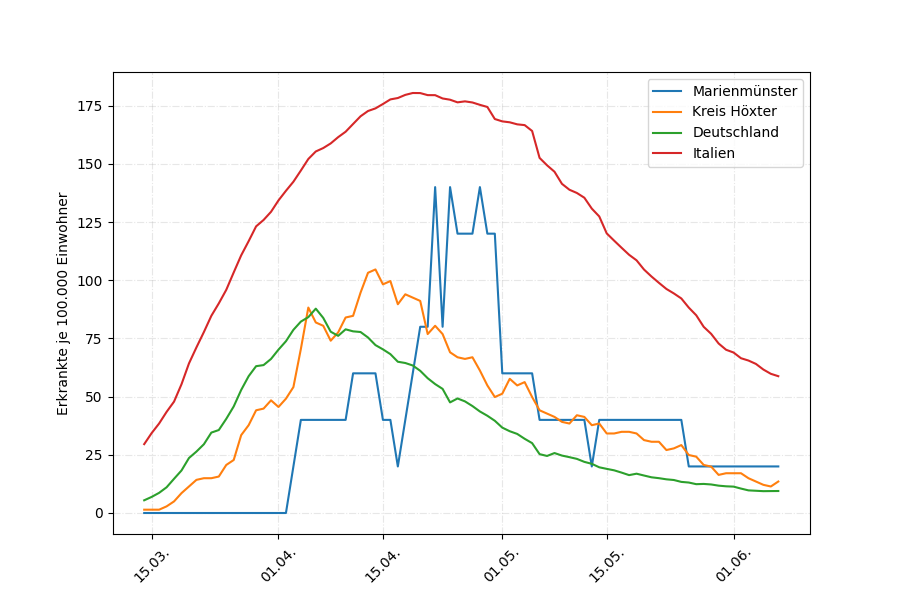 Marienmünster
Kreis Höxter
Deutschland
Italien
Erkrankte je 100.000 Einwohner
175
150
125
100
75
50
25
0
15.03.
01.04.
15.04.
01.05.
15.05.
01.06.